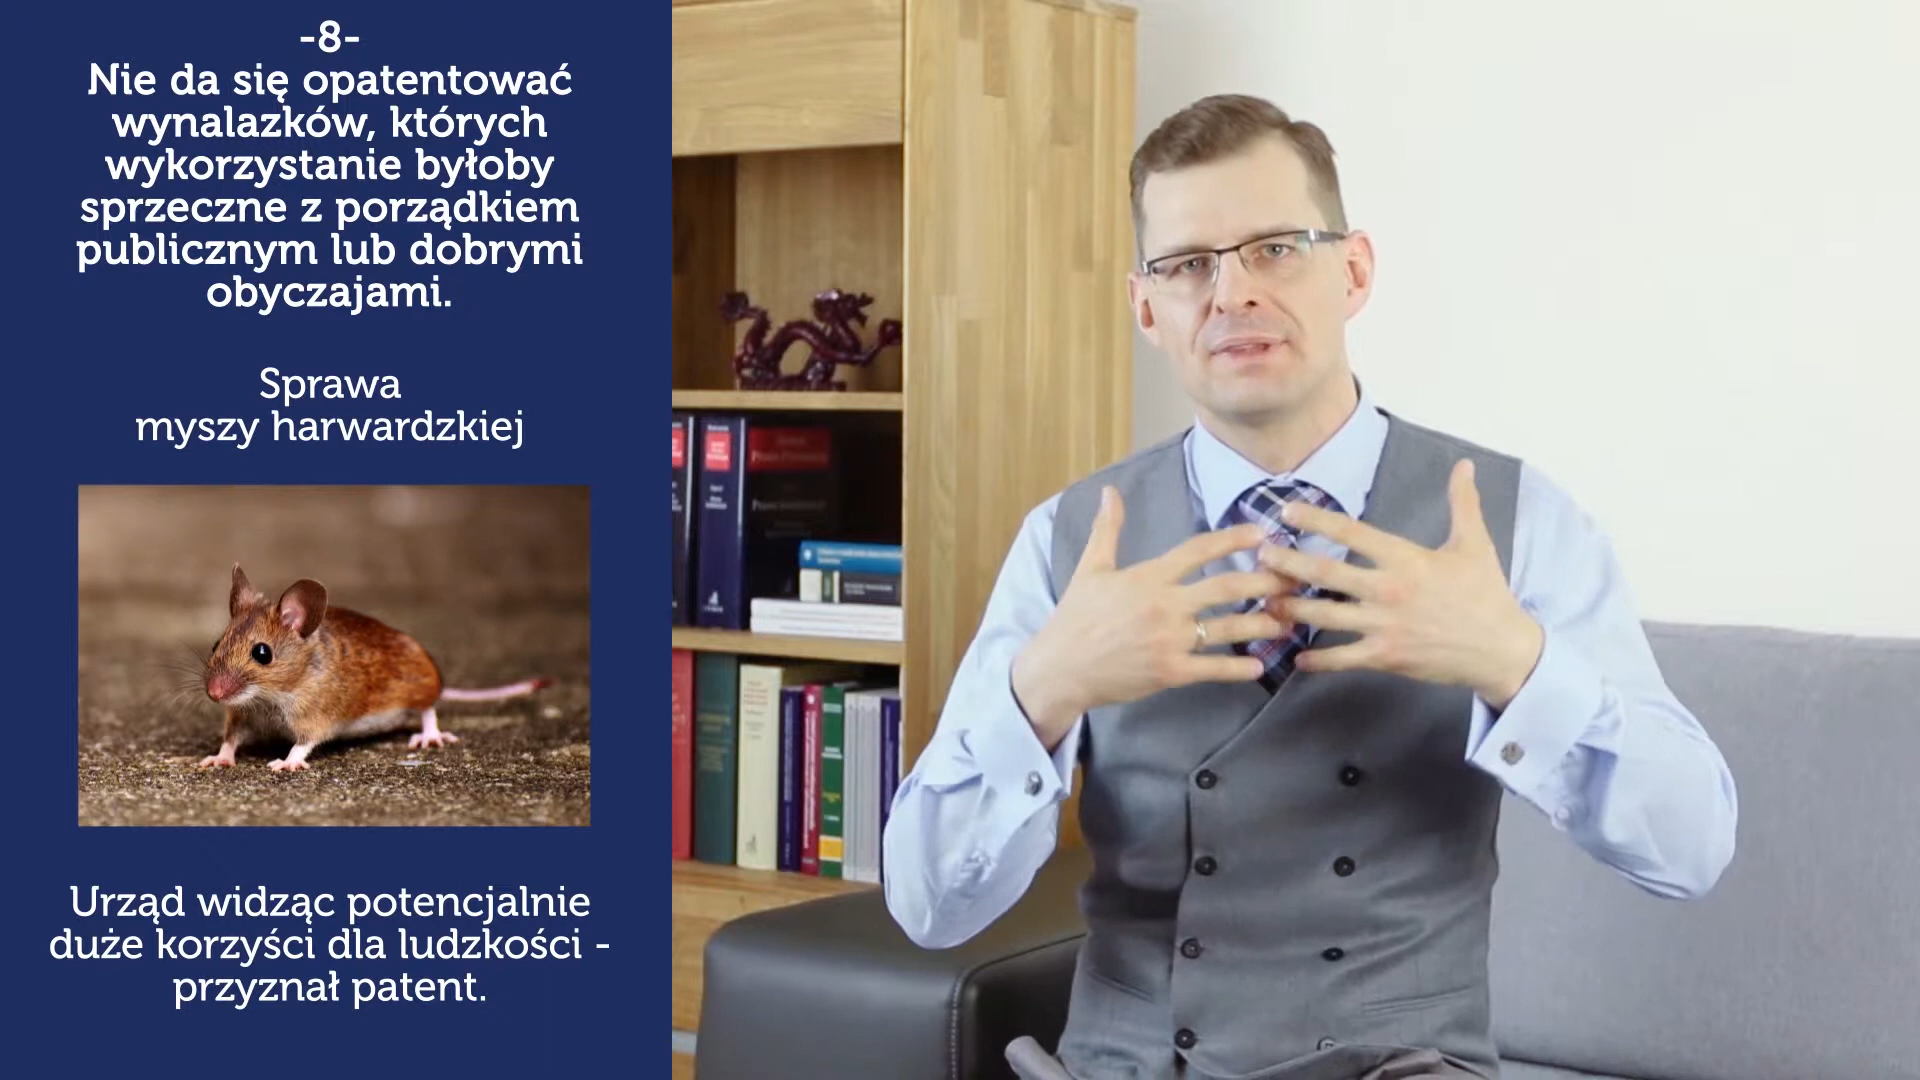 -8-
Nie da się opatentować
wynalazków, których
wykorzystanie byłoby
sprzeczne z porządkiem
publicznym lub dobrymi
obyczajami.
Sprawa
myszy harwardzkiej
Urząd widząc potencjalnie
duże korzyści dla ludzkości -
przyznał patent.